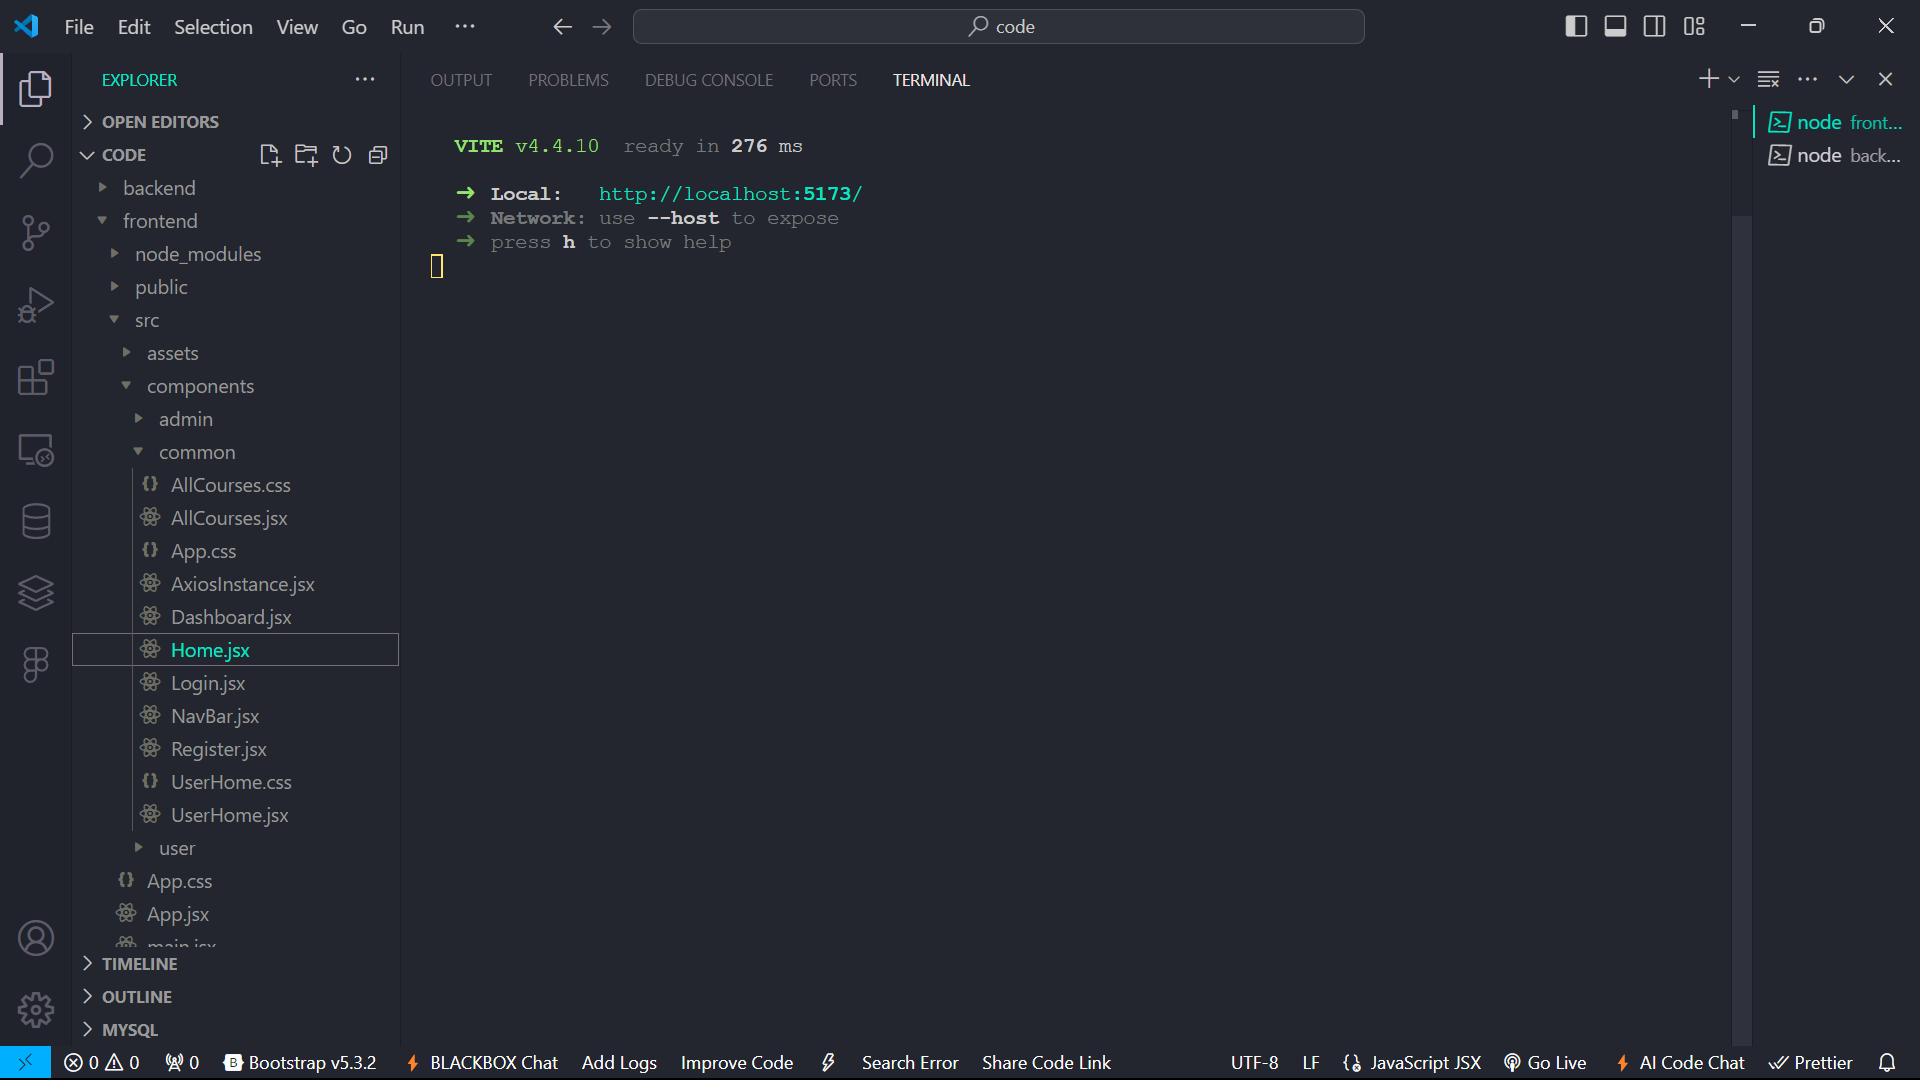 File Edit Selection View Go Run ··· code
EXPLORER ···
OPEN EDITORS
CODE
backend
frontend
node_modules
public
src
assets
components
admin
common
AllCourses.css
AllCourses.jsx
App.css
AxiosInstance.jsx
Dashboard.jsx
Home.jsx
Login.jsx
NavBar.jsx
Register.jsx
UserHome.css
UserHome.jsx
user
App.css
App.jsx
main.jsx
TIMELINE
OUTLINE
MYSQL
OUTPUT PROBLEMS DEBUG CONSOLE PORTS TERMINAL
VITE v4.4.10 ready in 276 ms
➜ Local: http://localhost:5173/
➜ Network: use --host to expose
➜ press h to show help
node front...
node back...
0 0 0 Bootstrap v5.3.2 BLACKBOX Chat Add Logs Improve Code Search Error Share Code Link UTF-8 LF JavaScript JSX Go Live AI Code Chat Prettier